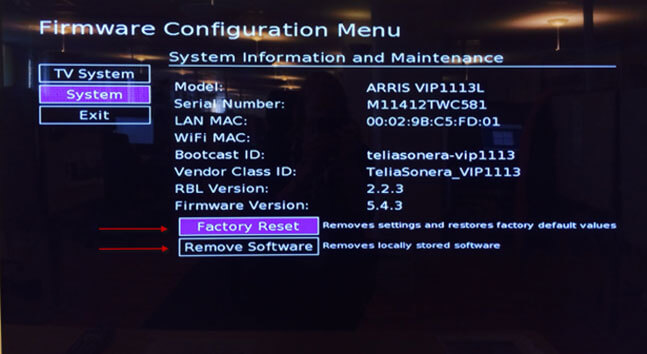 Firmware Configuration Menu
System Information and Maintenance
TV System
System
Exit
Model: ARRIS VIP1113L
Serial Number: M11412TWC581
LAN MAC: 00:02:9B:C5:FD:01
WiFi MAC:
Bootcast ID: teliasonera-vip1113
Vendor Class ID: TeliaSonera_VIP1113
RBL Version: 2.2.3
Firmware Version: 5.4.3
Factory Reset Removes settings and restores factory default values
Remove Software Removes locally stored software